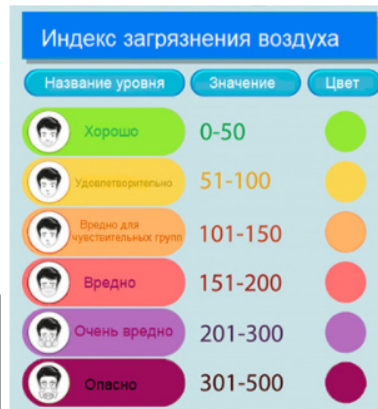 Индекс загрязнения воздуха
Название уровня Значение Цвет
Хорошо 0-50
Удовлетворительно 51-100
Вредно для
чувствительных групп 101-150
Вредно 151-200
Очень вредно 201-300
Опасно 301-500